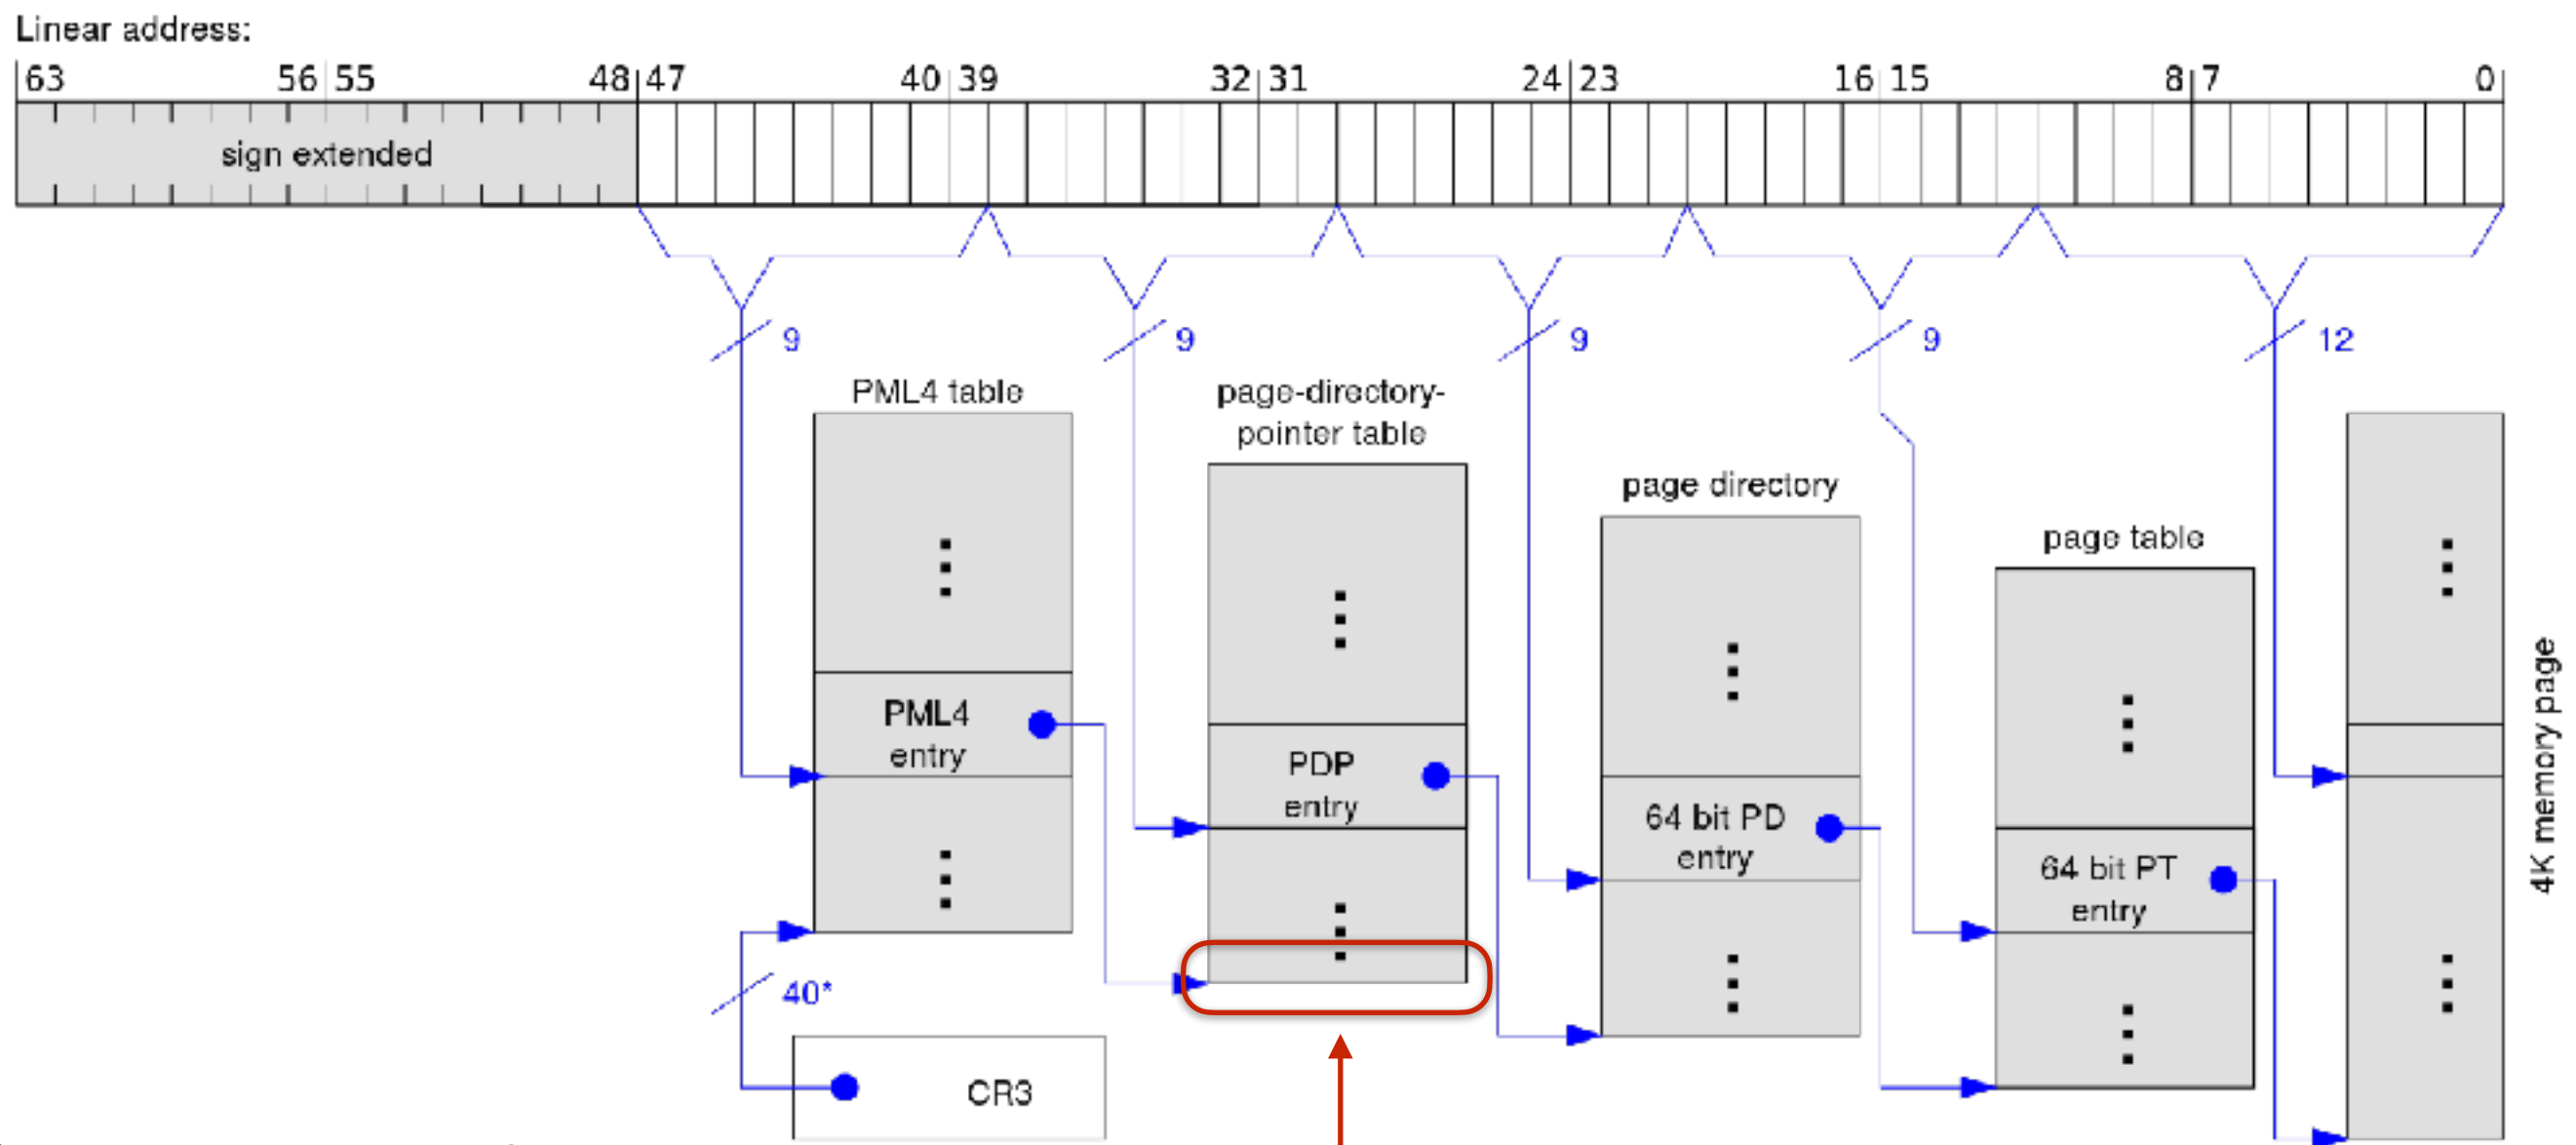 Linear address:
63 56 55 48 47 40 39 32 31 24 23 16 15 8 7 0
sign extended
9 9 9 9 12
PML4 table
page-directory-
pointer table
page directory
page table
PML4
entry
PDP
entry
64 bit PD
entry
64 bit PT
entry
4K memory page
40*
CR3